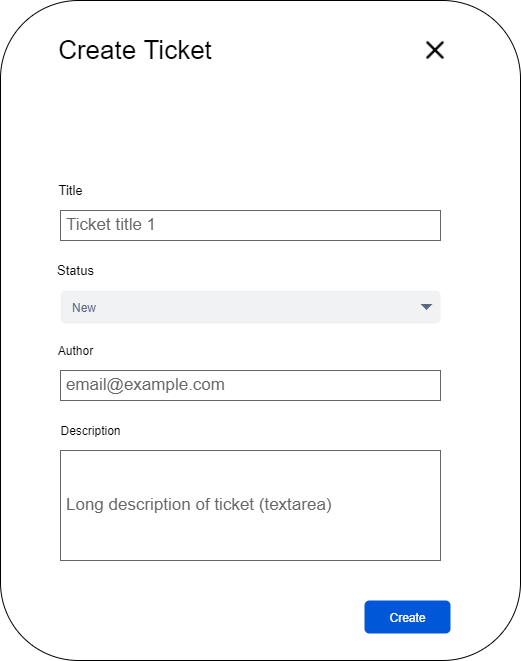 Create Ticket
Title
Ticket title 1
Status
New
Author
email@example.com
Description
Long description of ticket (textarea)
Create